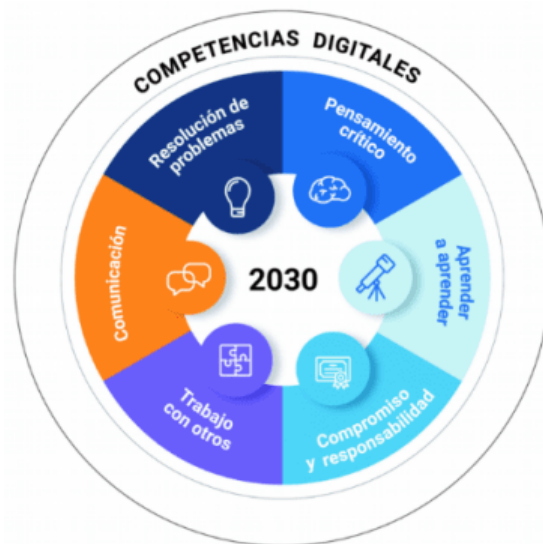 COMPETENCIAS DIGITALES
Resolución de
problemas
Pensamiento
crítico
Comunicación
2030
Aprender
a aprender
Trabajo
con otros
Compromiso
y responsabilidad